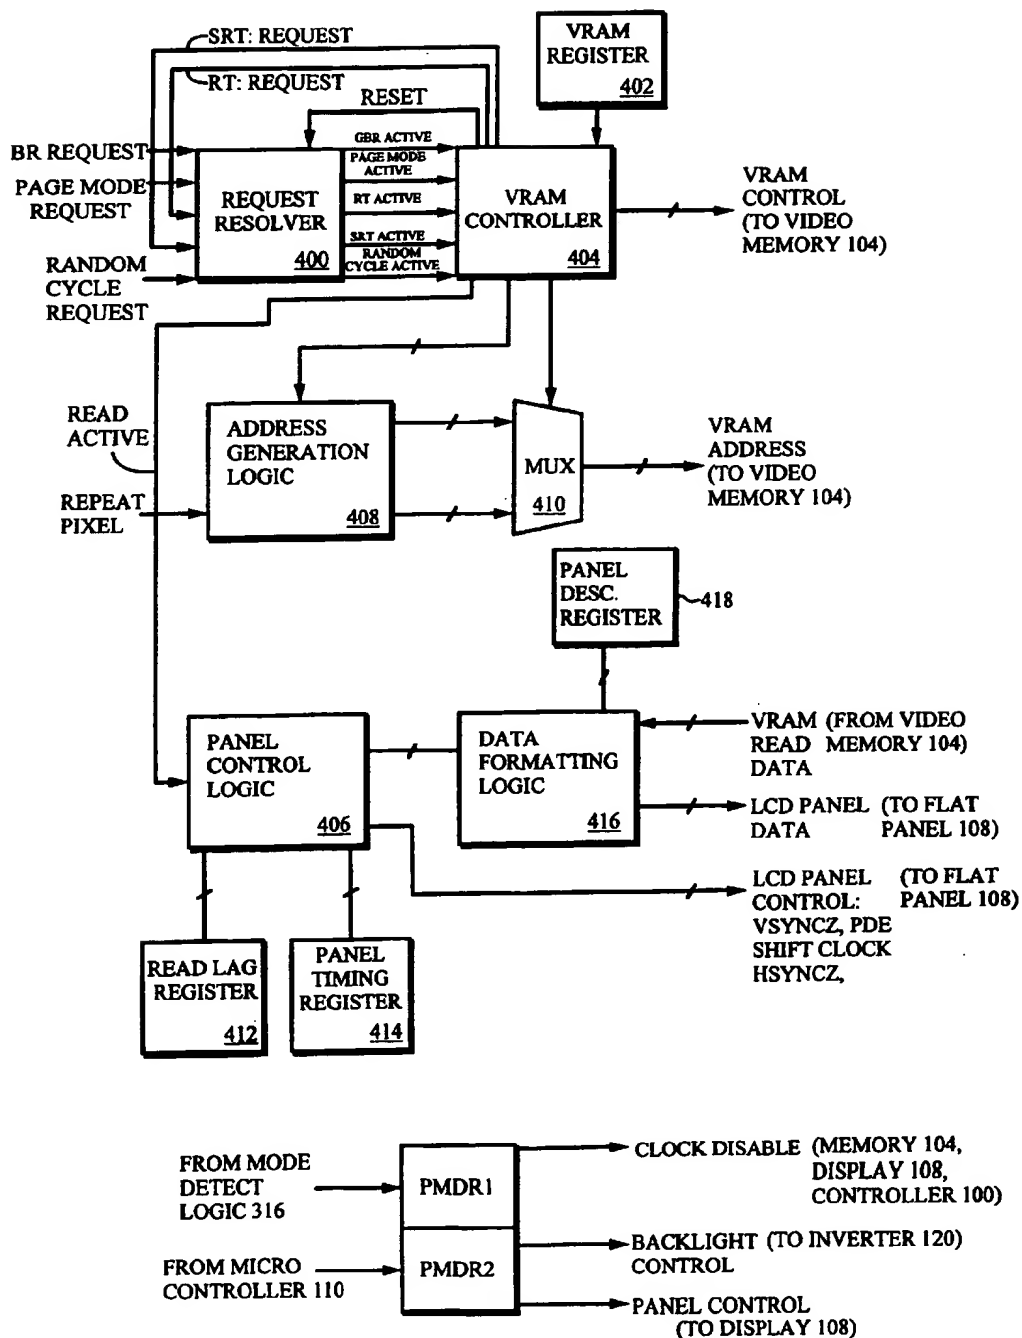 SRT: REQUEST
RT: REQUEST
RESET
BR REQUEST
PAGE MODE
REQUEST
RANDOM
CYCLE
REQUEST
REQUEST
RESOLVER
400
GBR ACTIVE
PAGE MODE
ACTIVE
RT ACTIVE
SRT ACTIVE
RANDOM
CYCLE ACTIVE
VRAM
REGISTER
402
VRAM
CONTROLLER
404
VRAM
CONTROL
(TO VIDEO
MEMORY 104)
READ
ACTIVE
REPEAT
PIXEL
ADDRESS
GENERATION
LOGIC
408
MUX
410
VRAM
ADDRESS
(TO VIDEO
MEMORY 104)
PANEL
DESC.
REGISTER
418
PANEL
CONTROL
LOGIC
406
DATA
FORMATTING
LOGIC
416
VRAM (FROM VIDEO
READ MEMORY 104)
DATA
LCD PANEL (TO FLAT
DATA PANEL 108)
LCD PANEL (TO FLAT
CONTROL: PANEL 108)
VSYNCZ, PDE
SHIFT CLOCK
HSYNCZ,
READ LAG
REGISTER
412
PANEL
TIMING
REGISTER
414
FROM MODE
DETECT
LOGIC 316
PMDR1
CLOCK DISABLE (MEMORY 104,
DISPLAY 108,
CONTROLLER 100)
FROM MICRO
CONTROLLER 110
PMDR2
BACKLIGHT (TO INVERTER 120)
CONTROL
PANEL CONTROL
(TO DISPLAY 108)